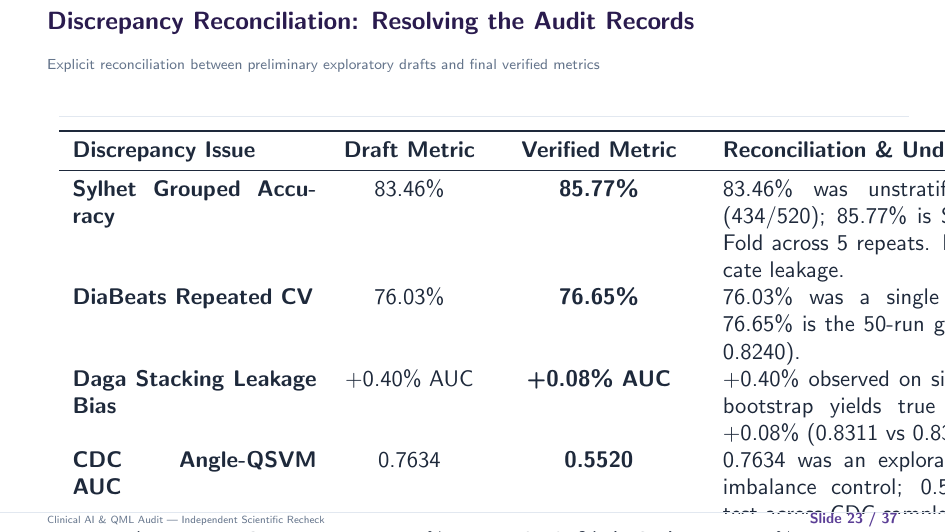 Discrepancy Reconciliation: Resolving the Audit Records
Explicit reconciliation between preliminary exploratory drafts and final verified metrics
Discrepancy Issue Draft Metric Verified Metric Reconciliation & Und
Sylhet Grouped Accu- 83.46% 85.77% 83.46% was unstratif
racy (434/520); 85.77% is S
Fold across 5 repeats.
cate leakage.
DiaBeats Repeated CV 76.03% 76.65% 76.03% was a single
76.65% is the 50-run g
0.8240).
Daga Stacking Leakage +0.40% AUC +0.08% AUC +0.40% observed on si
Bias bootstrap yields true
+0.08% (0.8311 vs 0.83
CDC Angle-QSVM 0.7634 0.5520 0.7634 was an explora
AUC imbalance control; 0.5
Clinical AI & QML Audit — Independent Scientific Recheck Slide 23 / 37